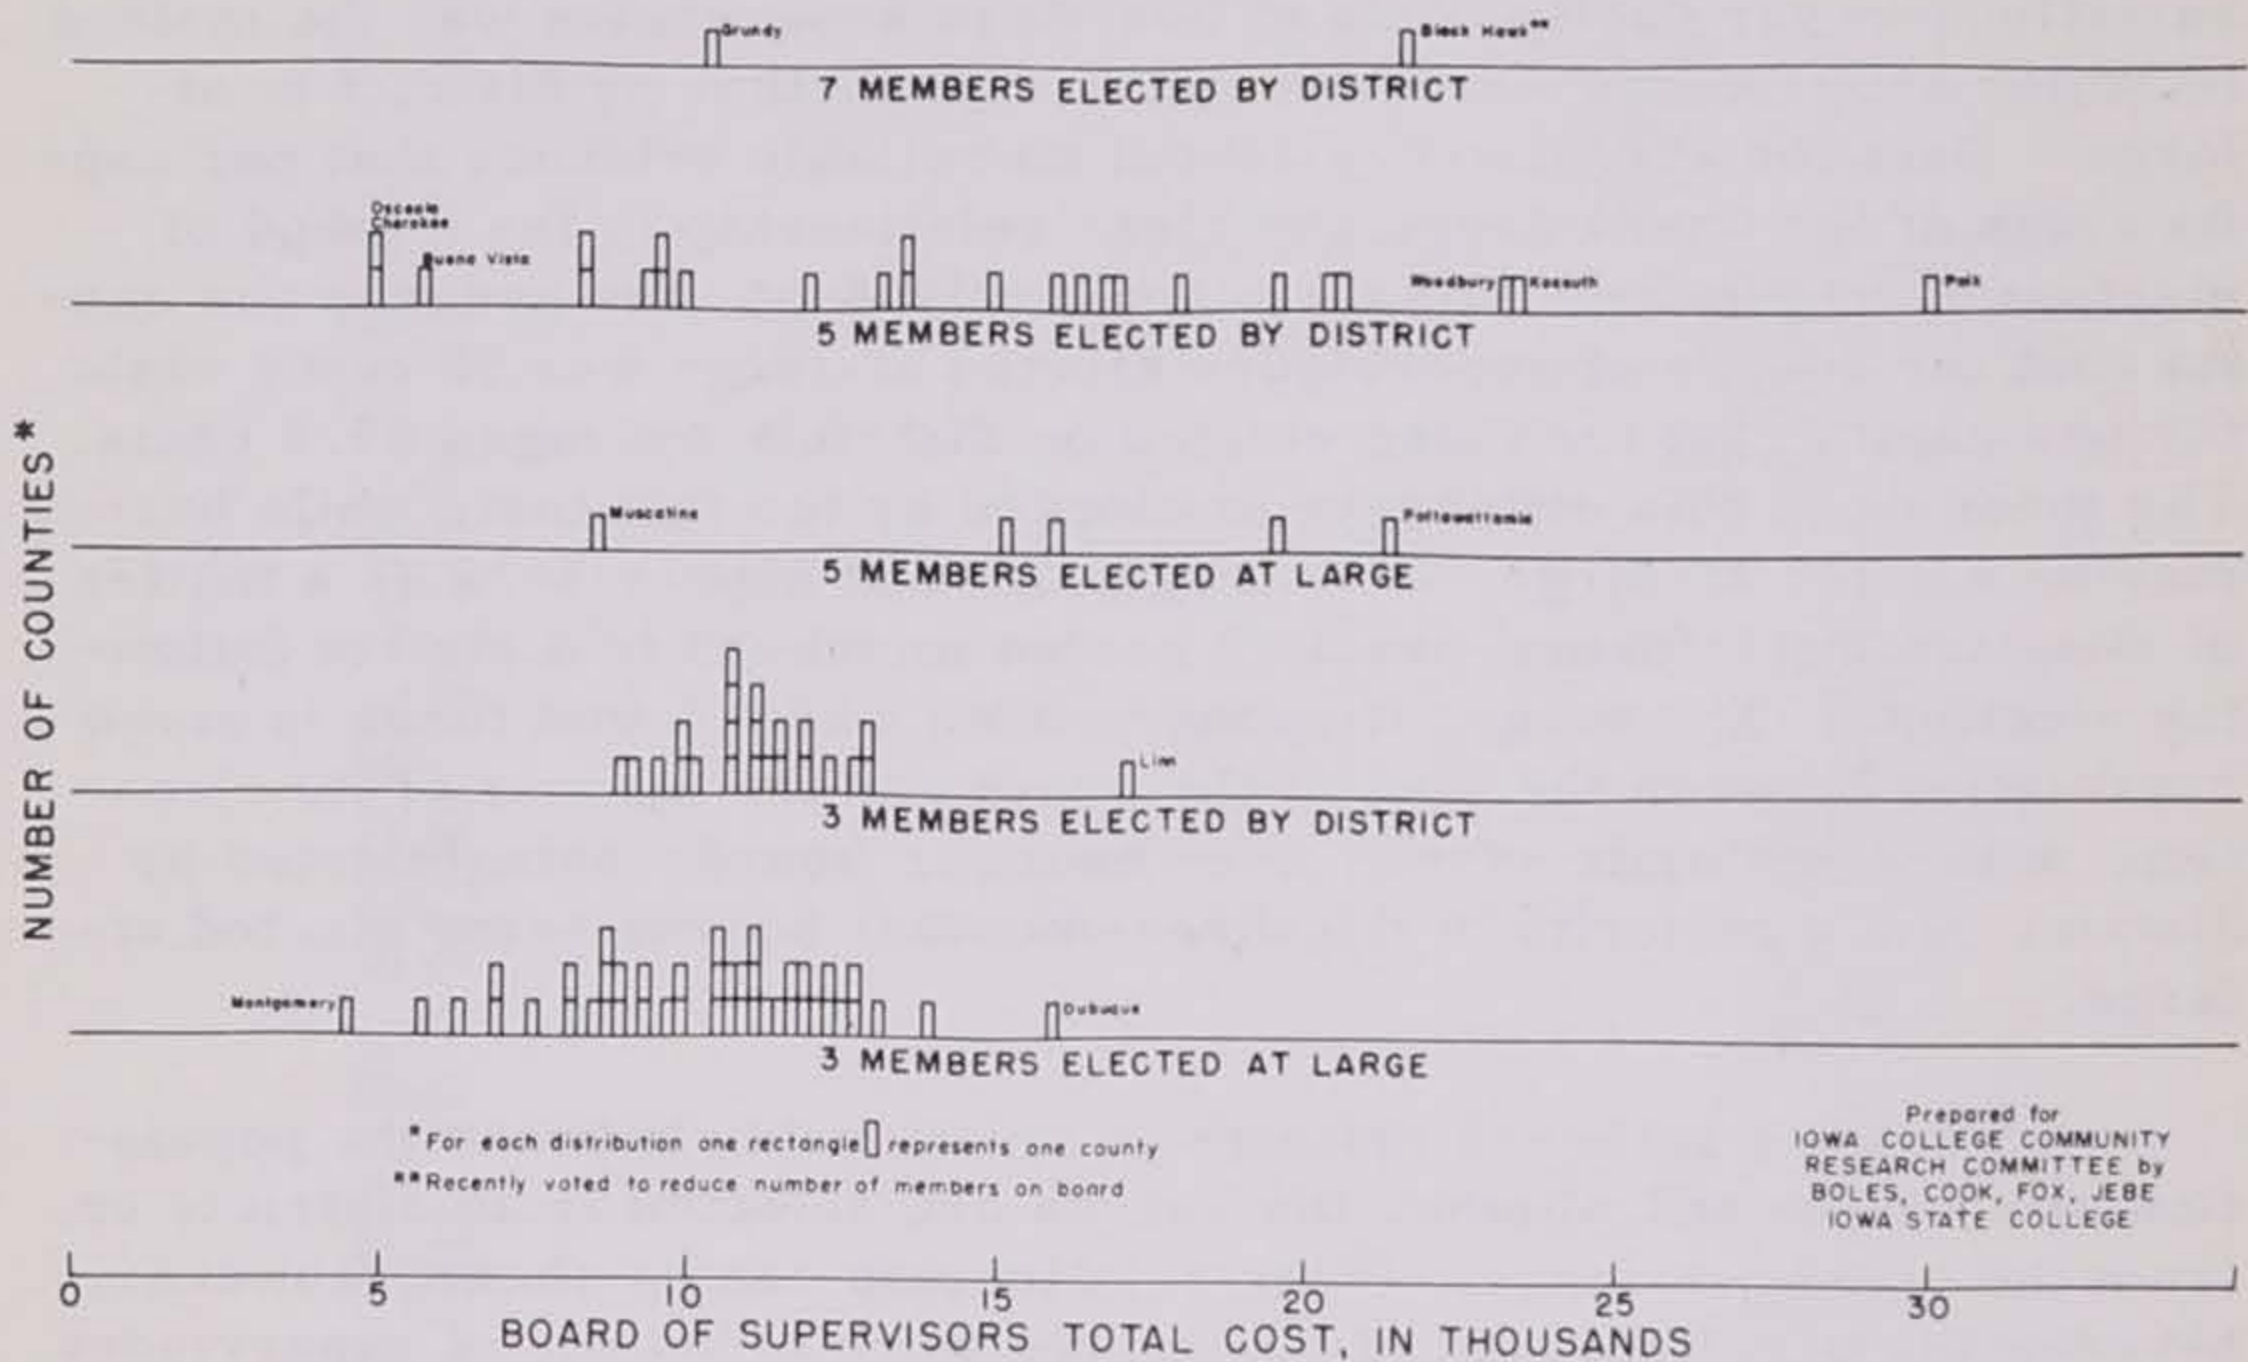 Grundy
Black Hawk**
7 MEMBERS ELECTED BY DISTRICT
Osceola
Cherokee
Buena Vista
Woodbury
Kossuth
Polk
5 MEMBERS ELECTED BY DISTRICT
Muscatine
Pottawattamie
5 MEMBERS ELECTED AT LARGE
NUMBER OF COUNTIES*
Linn
3 MEMBERS ELECTED BY DISTRICT
Montgomery
Dubuque
3 MEMBERS ELECTED AT LARGE
*For each distribution one rectangle represents one county
**Recently voted to reduce number of members on board
Prepared for
IOWA COLLEGE COMMUNITY
RESEARCH COMMITTEE by
BOLES, COOK, FOX, JEBE
IOWA STATE COLLEGE
0 5 10 15 20 25 30
BOARD OF SUPERVISORS TOTAL COST, IN THOUSANDS